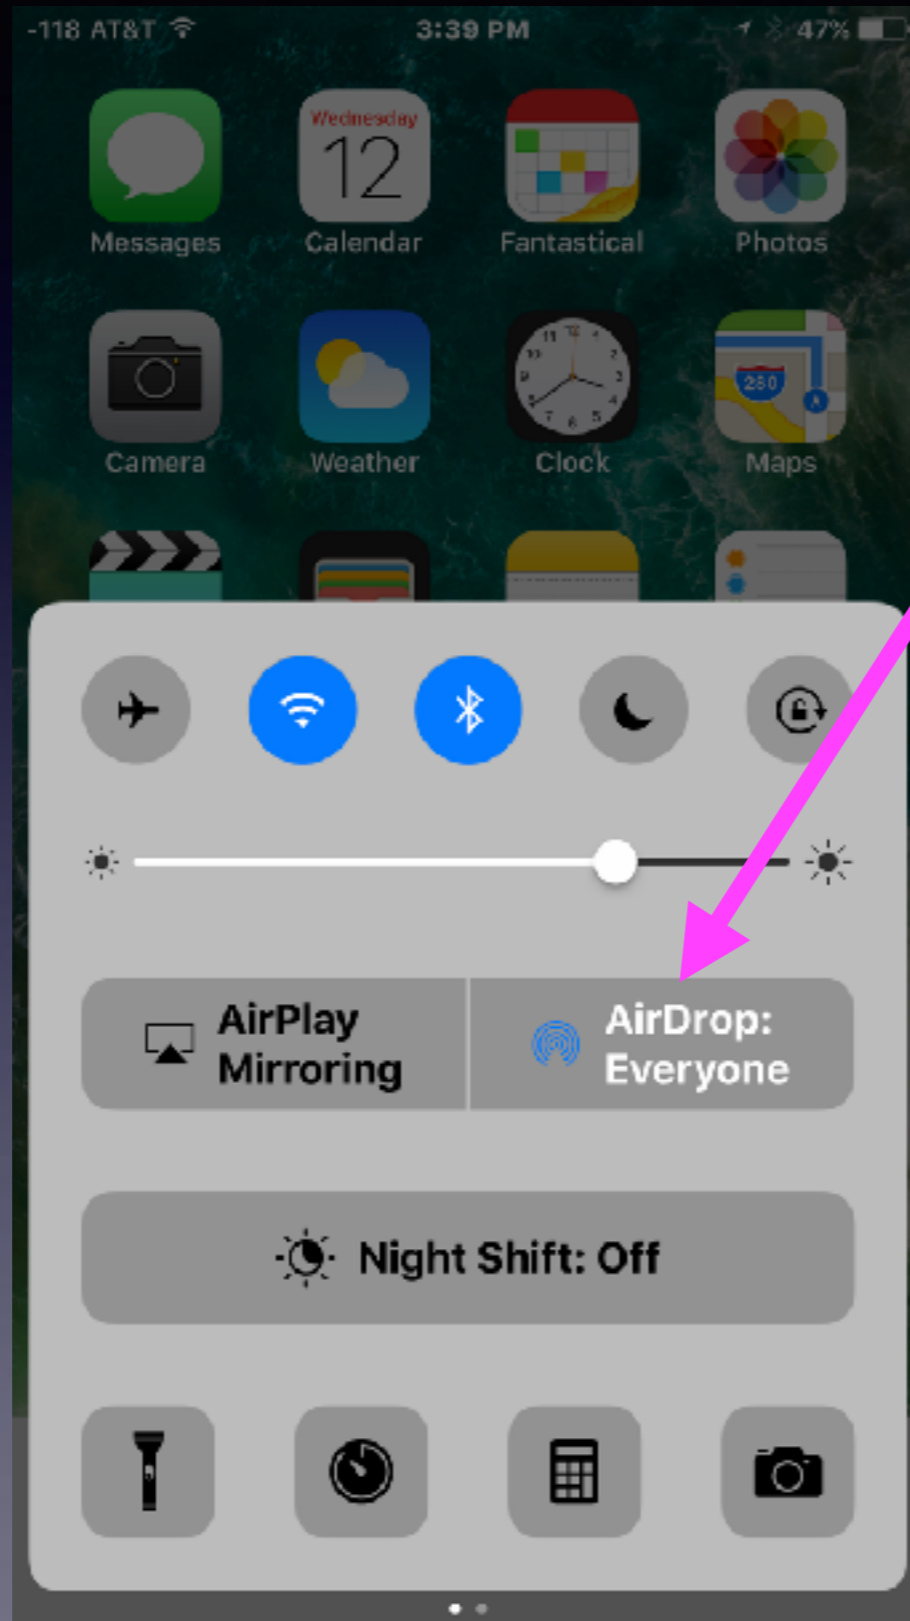 -118 AT&T 3:39 PM 47%
Wednesday
12
Messages Calendar Fantastical Photos
280
A
Camera Weather Clock Maps
AirPlay
Mirroring
AirDrop:
Everyone
Night Shift: Off